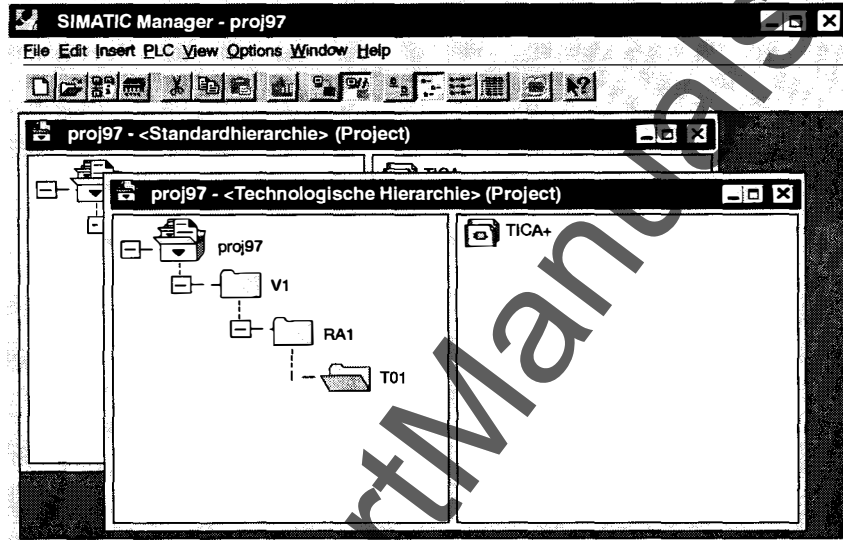 SIMATIC Manager - proj97
File Edit Insert PLC View Options Window Help
proj97 - <Standardhierarchie> (Project)
proj97 - <Technologische Hierarchie> (Project)
proj97
TICA+
V1
RA1
T01